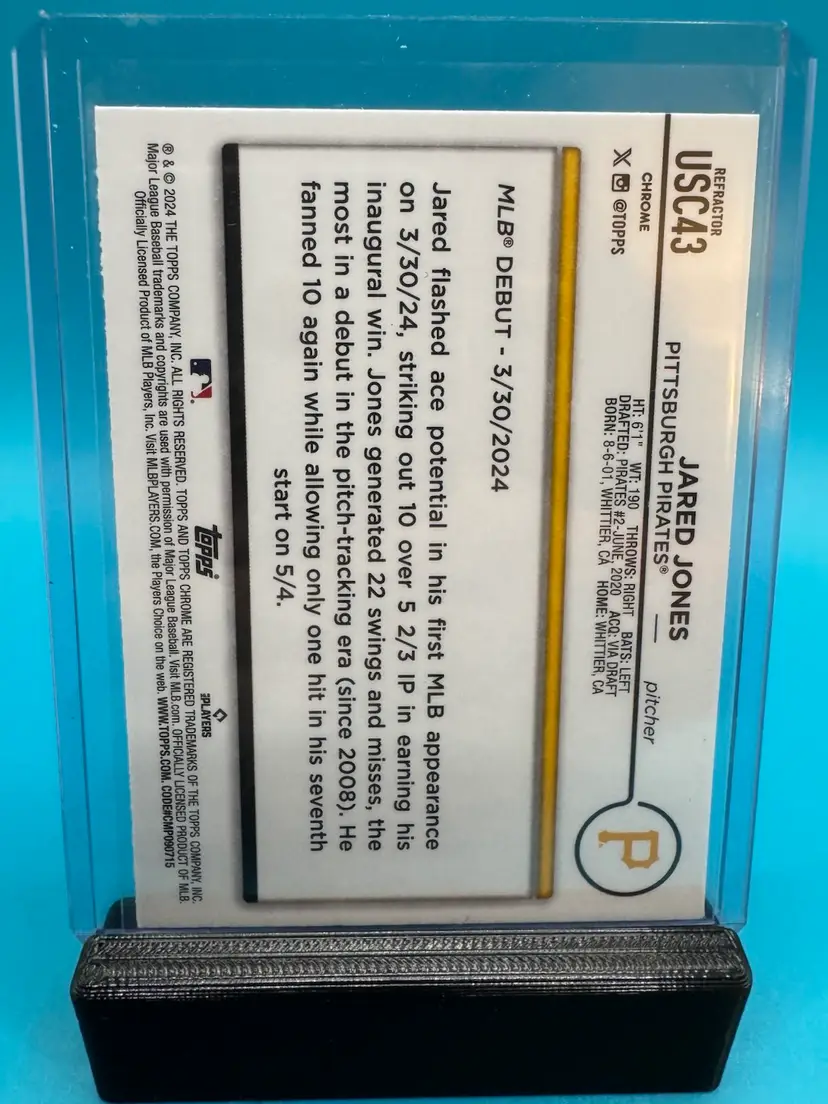 REFRACTOR
USC43
CHROME
X @TOPPS
JARED JONES
PITTSBURGH PIRATES® — pitcher
HT: 6'1" WT: 190 THROWS: RIGHT BATS: LEFT
DRAFTED: PIRATES #2-JUNE, 2020 ACQ: VIA DRAFT
BORN: 8-6-01, WHITTIER, CA HOME: WHITTIER, CA
P
MLB® DEBUT - 3/30/2024
Jared flashed ace potential in his first MLB appearance
on 3/30/24, striking out 10 over 5 2/3 IP in earning his
inaugural win. Jones generated 22 swings and misses, the
most in a debut in the pitch-tracking era (since 2008). He
fanned 10 again while allowing only one hit in his seventh
start on 5/4.
topps
PLAYERS
® & © 2024 THE TOPPS COMPANY, INC. ALL RIGHTS RESERVED. TOPPS AND TOPPS CHROME ARE REGISTERED TRADEMARKS OF THE TOPPS COMPANY, INC.
Major League Baseball trademarks and copyrights are used with permission of Major League Baseball. Visit MLB.com. OFFICIALLY LICENSED PRODUCT OF MLB
Officially Licensed Product of MLB Players, Inc. Visit MLBPLAYERS.COM, the Players Choice on the web. WWW.TOPPS.COM. CODE#CMP090715